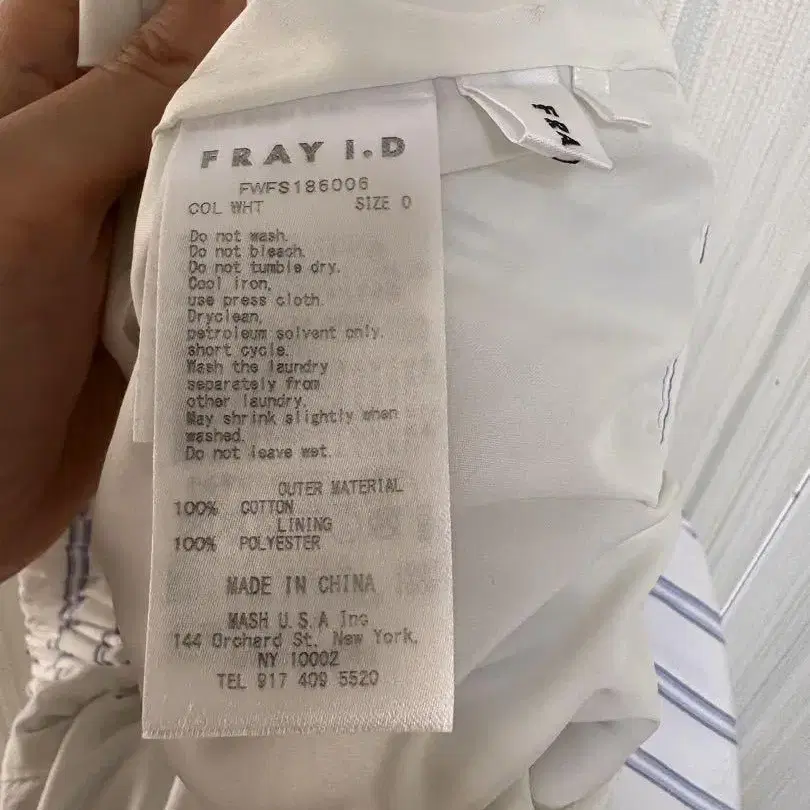 FRAY I.D
FWFS186006
COL WHT SIZE 0
Do not wash.
Do not bleach.
Do not tumble dry.
Cool iron,
use press cloth.
Dryclean,
petroleum solvent only.
short cycle.
Wash the laundry
separately from
other laundry.
May shrink slightly when
washed.
Do not leave wet.
OUTER MATERIAL
100% COTTON
LINING
100% POLYESTER
MADE IN CHINA
MASH U.S.A Inc
144 Orchard St. New York,
NY 10002
TEL 917 409 5520
FRA
.D